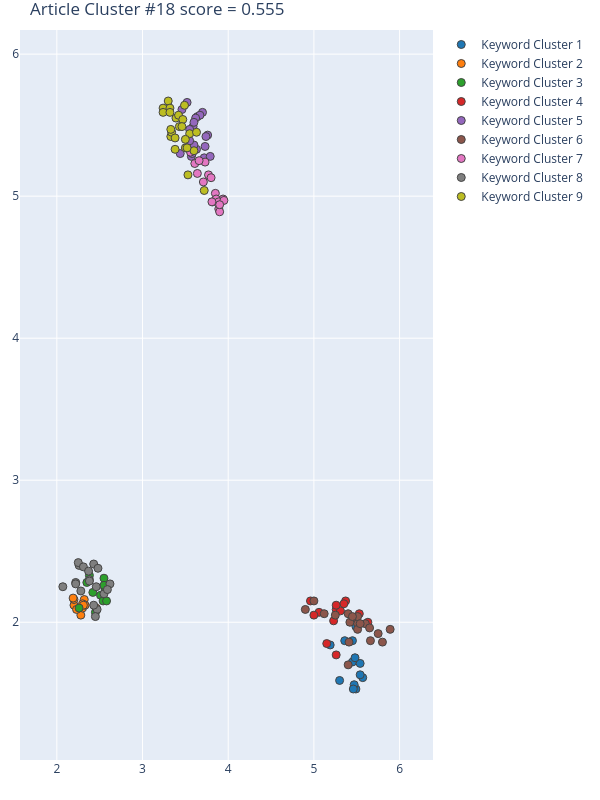 Article Cluster #18 score = 0.555
Keyword Cluster 1
Keyword Cluster 2
Keyword Cluster 3
Keyword Cluster 4
Keyword Cluster 5
Keyword Cluster 6
Keyword Cluster 7
Keyword Cluster 8
Keyword Cluster 9
6
5
4
3
2
2 3 4 5 6